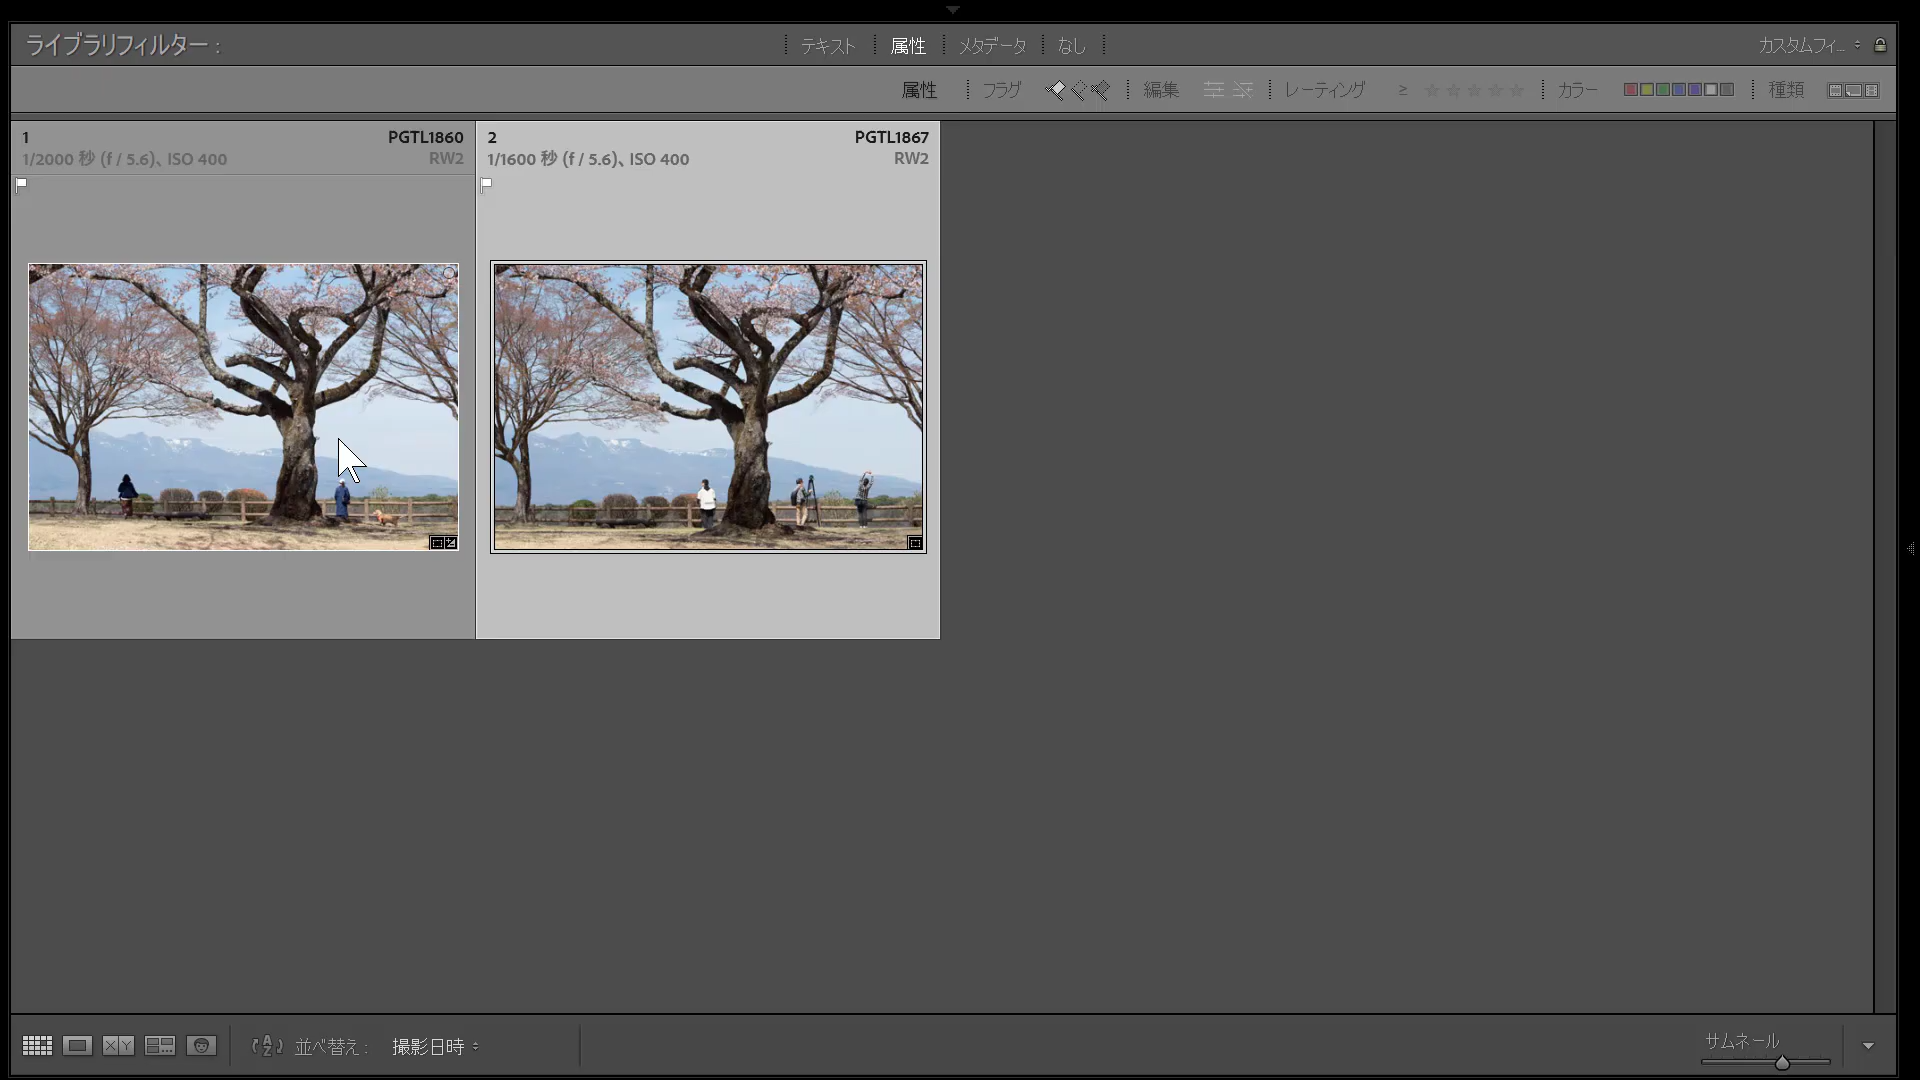 ライブラリフィルター :
テキスト 属性 メタデータ なし
カスタムフィ...
属性 フラグ 編集 レーティング ≥ カラー 種類
1 PGTL1860
1/2000 秒 (f / 5.6)、ISO 400 RW2
2 PGTL1867
1/1600 秒 (f / 5.6)、ISO 400 RW2
XY
AZ 並べ替え : 撮影日時
サムネール